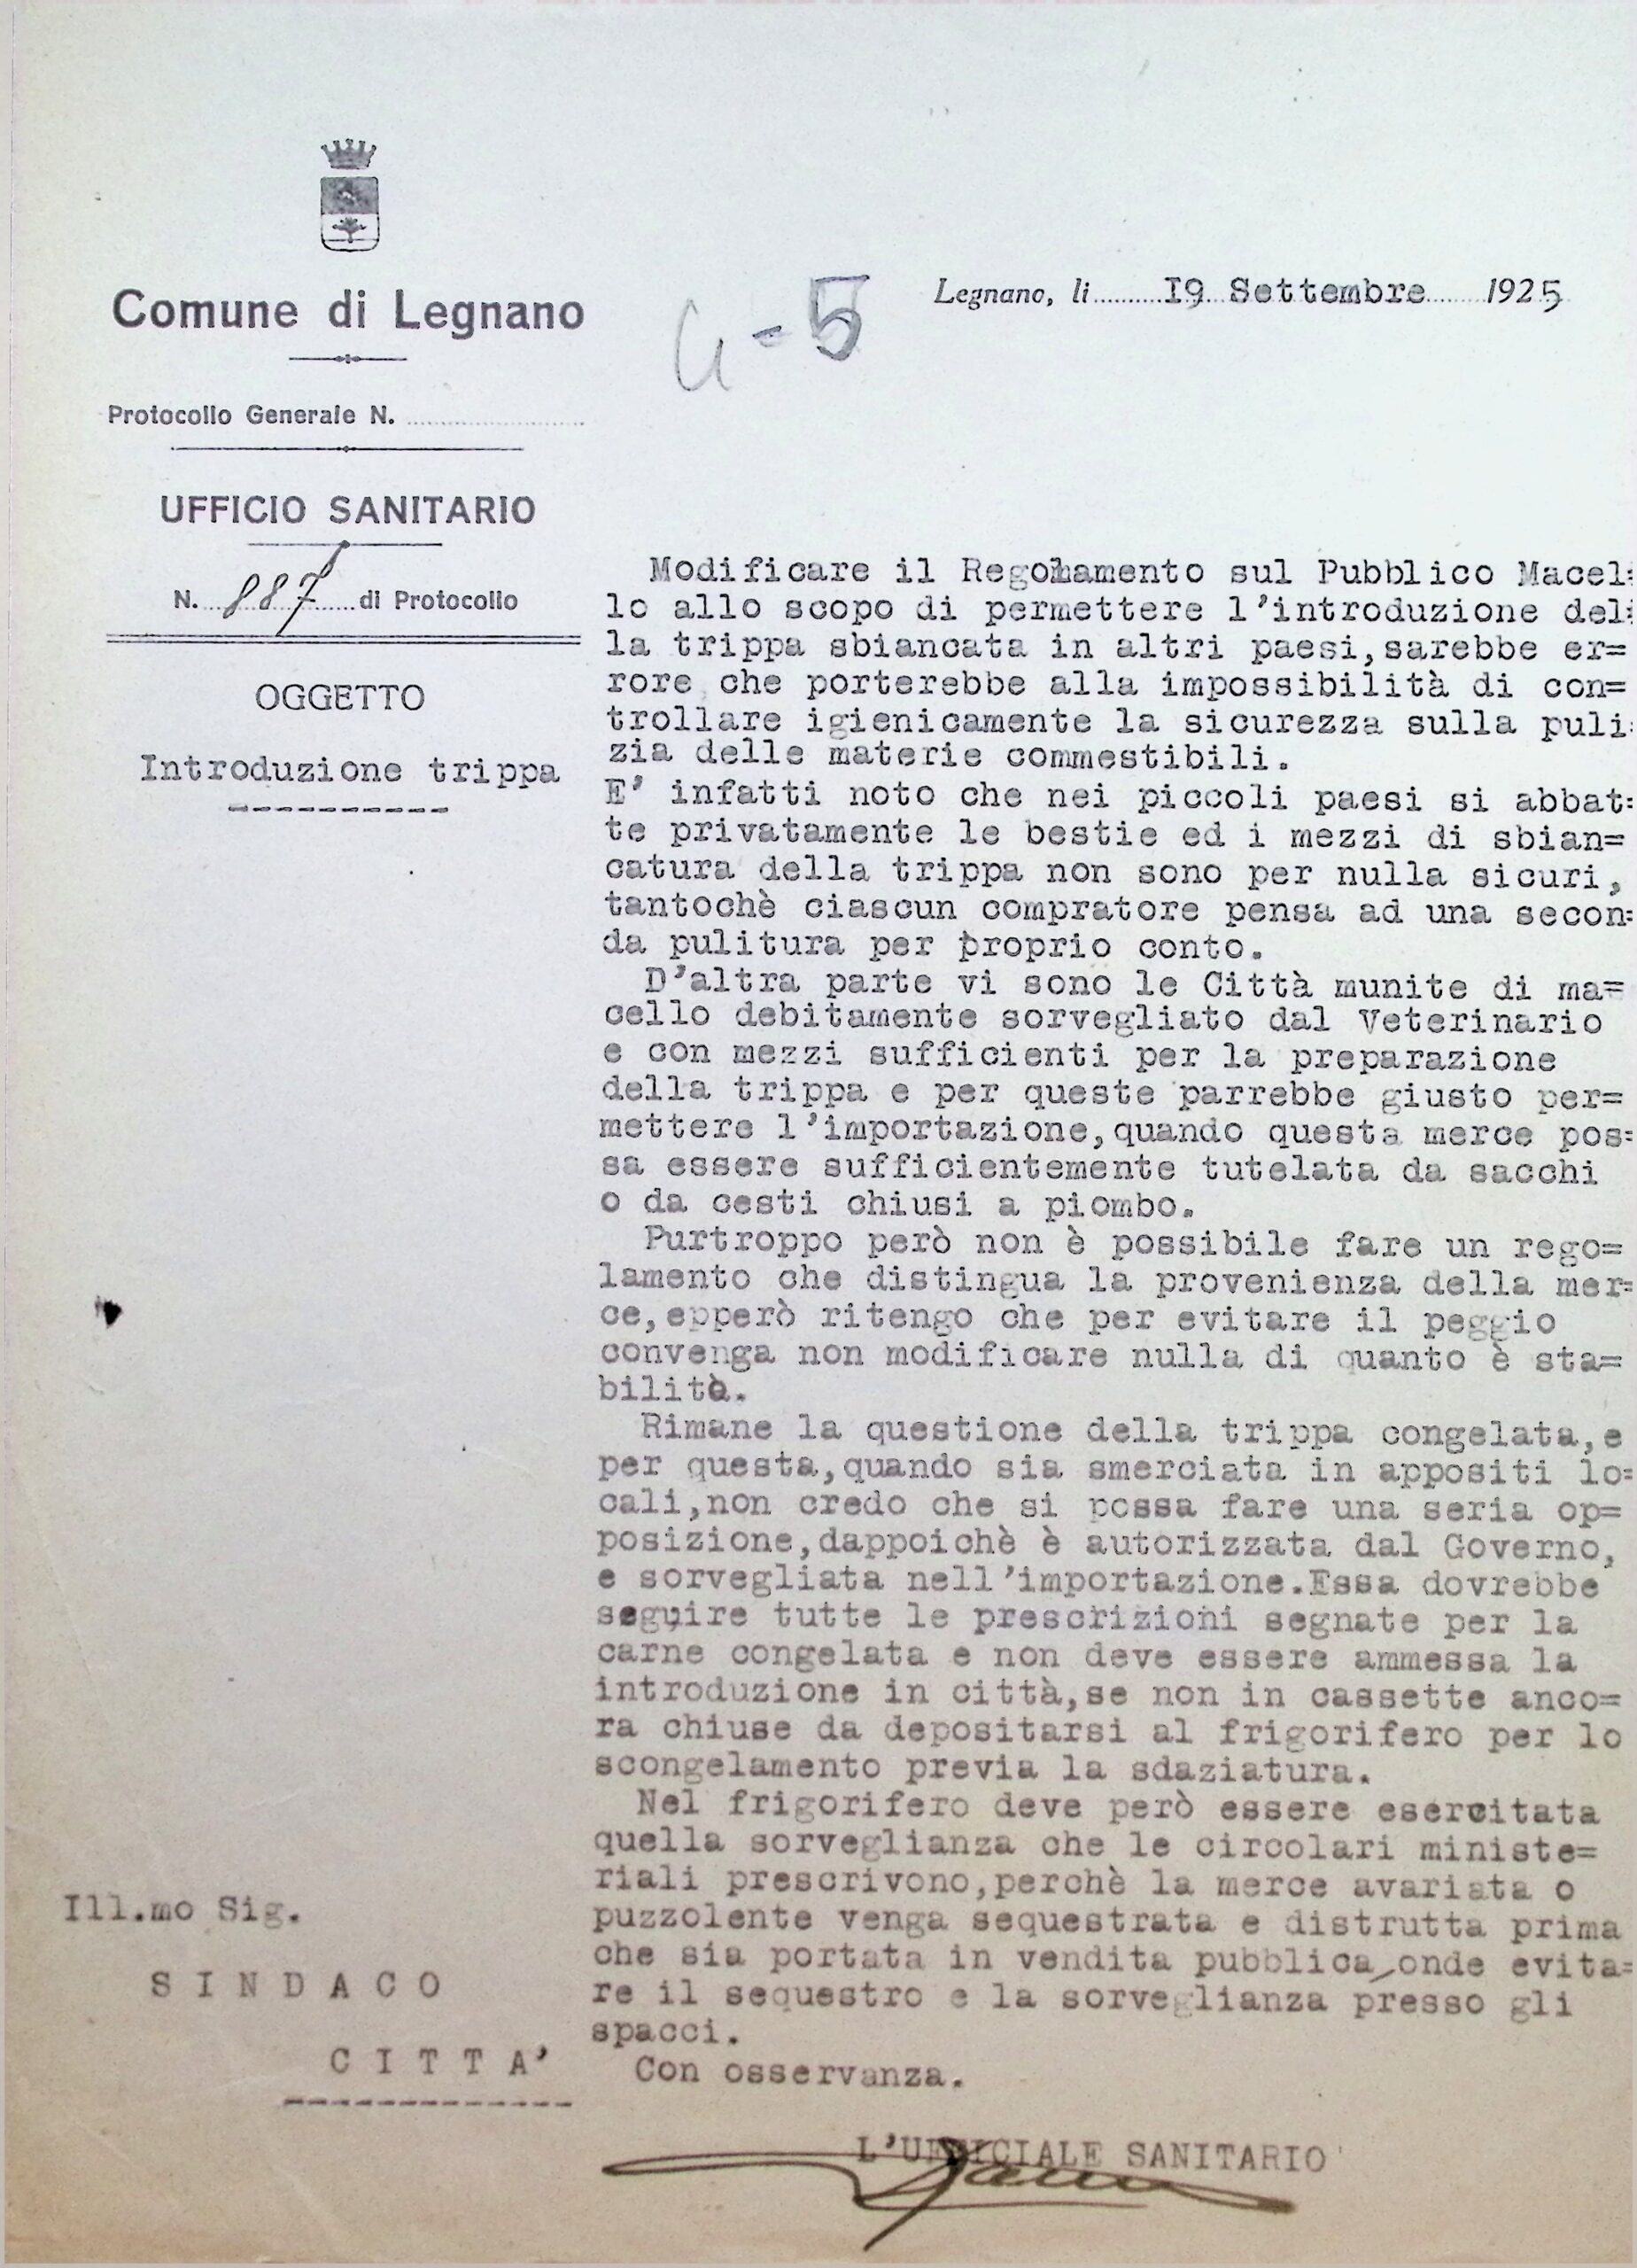 Comune di Legnano
Protocollo Generale N.
UFFICIO SANITARIO
N. 887 di Protocollo
OGGETTO
Introduzione trippa
Ill.mo Sig.
SINDACO
CITTA'
- 5
Legnano, li 19 Settembre 1925
Modificare il Regolamento sul Pubblico Macel=
lo allo scopo di permettere l'introduzione del=
la trippa sbiancata in altri paesi,sarebbe er=
rore che porterebbe alla impossibilità di con=
trollare igienicamente la sicurezza sulla puli=
zia delle materie commestibili.
E' infatti noto che nei piccoli paesi si abbat=
te privatamente le bestie ed i mezzi di sbian=
catura della trippa non sono per nulla sicuri,
tantochè ciascun compratore pensa ad una secon=
da pulitura per proprio conto.
D'altra parte vi sono le Città munite di ma=
cello debitamente sorvegliato dal Veterinario
e con mezzi sufficienti per la preparazione
della trippa e per queste parrebbe giusto per=
mettere l'importazione,quando questa merce pos=
sa essere sufficientemente tutelata da sacchi
o da cesti chiusi a piombo.
Purtroppo però non è possibile fare un rego=
lamento che distingua la provenienza della mer=
ce,epperò ritengo che per evitare il peggio
convenga non modificare nulla di quanto è sta=
bilito.
Rimane la questione della trippa congelata,e
per questa,quando sia smerciata in appositi lo=
cali,non credo che si possa fare una seria op=
posizione,dappoichè è autorizzata dal Governo,
e sorvegliata nell'importazione.Essa dovrebbe
seguire tutte le prescrizioni segnate per la
carne congelata e non deve essere ammessa la
introduzione in città,se non in cassette anco=
ra chiuse da depositarsi al frigorifero per lo
scongelamento previa la sdaziatura.
Nel frigorifero deve però essere esercitata
quella sorveglianza che le circolari ministe=
riali prescrivono,perchè la merce avariata o
puzzolente venga sequestrata e distrutta prima
che sia portata in vendita pubblica,onde evita=
re il sequestro e la sorveglianza presso gli
spacci.
Con osservanza.
L'UFFICIALE SANITARIO